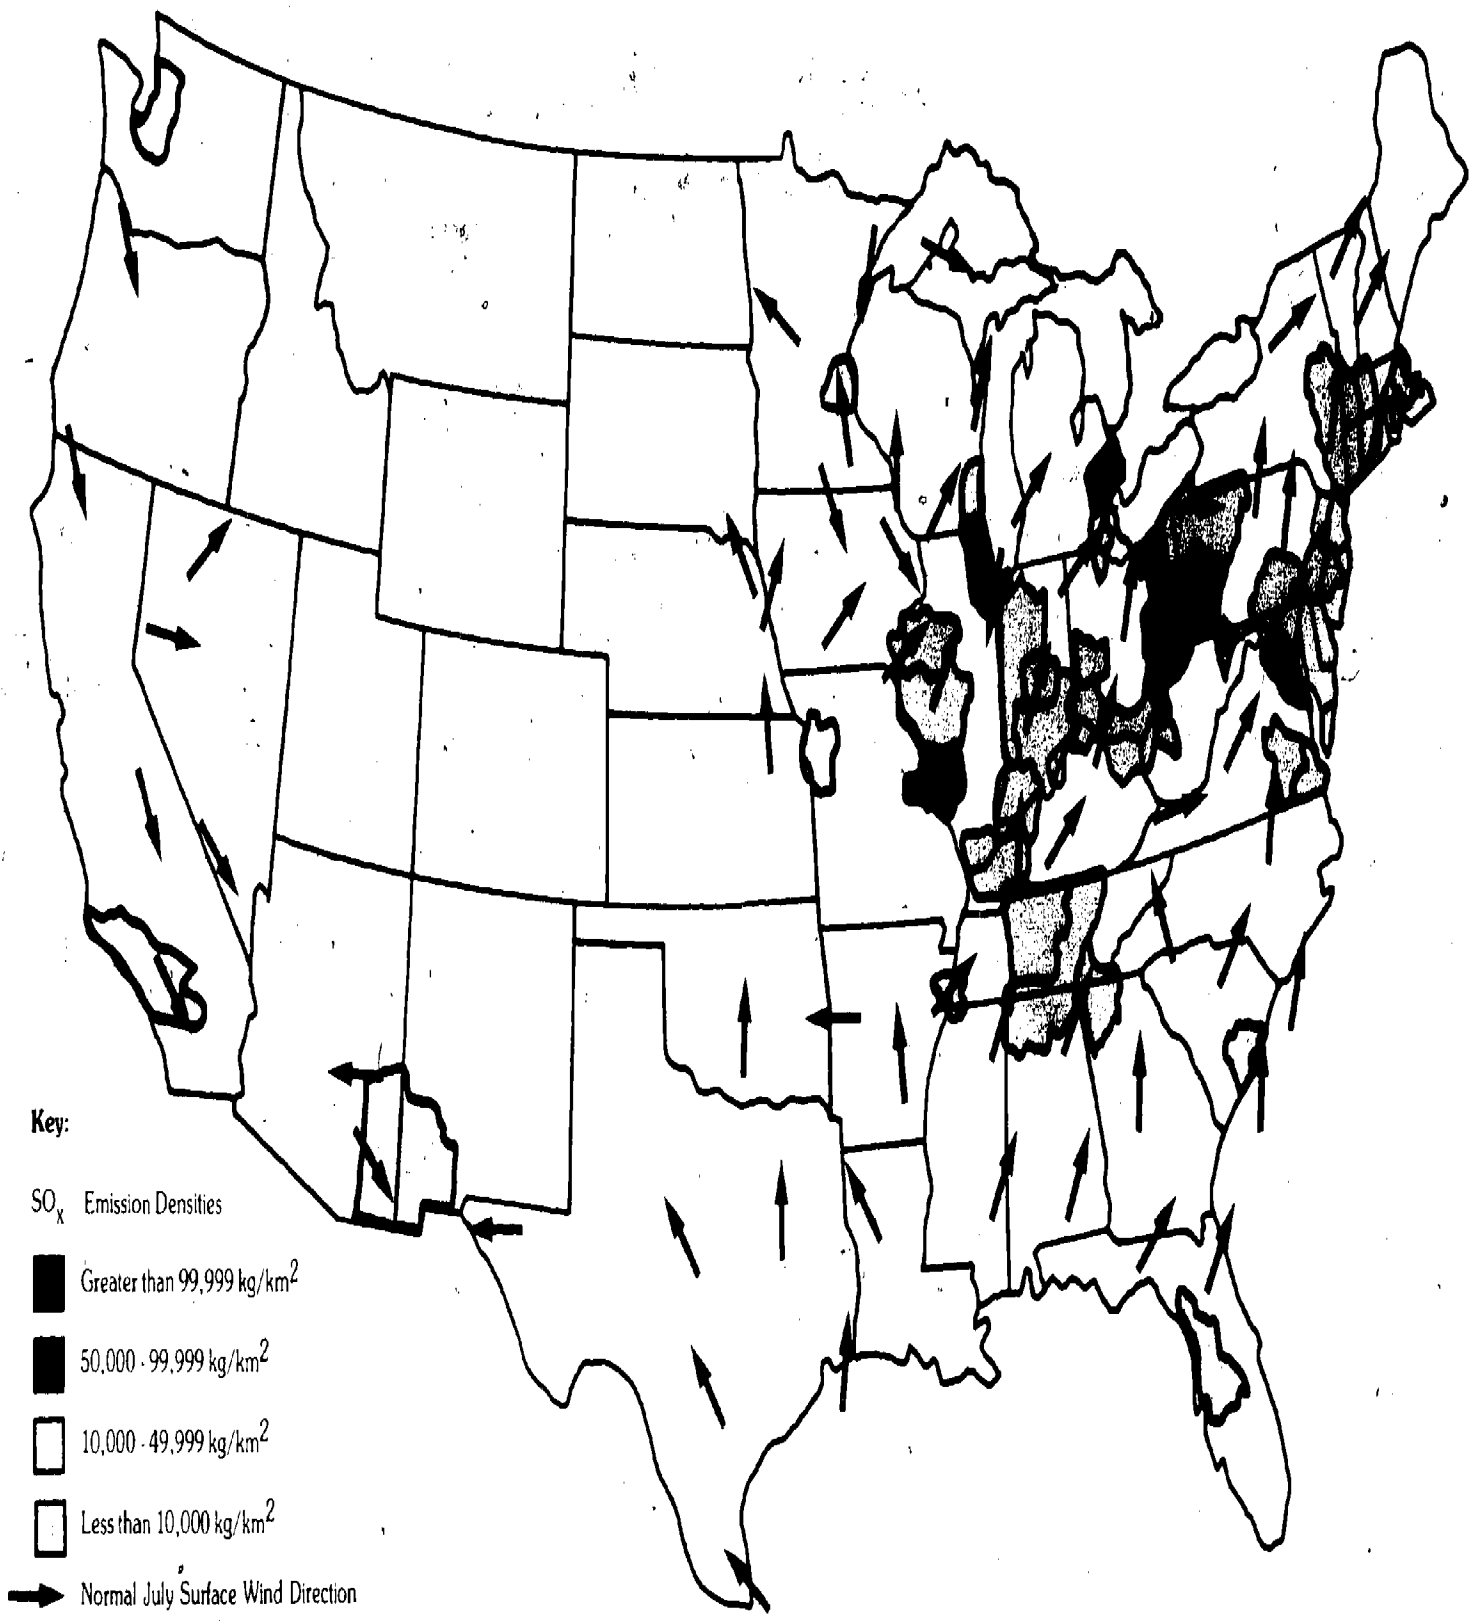 Key:
SOx Emission Densities
Greater than 99,999 kg/km2
50,000 - 99,999 kg/km2
10,000 - 49,999 kg/km2
Less than 10,000 kg/km2
Normal July Surface Wind Direction